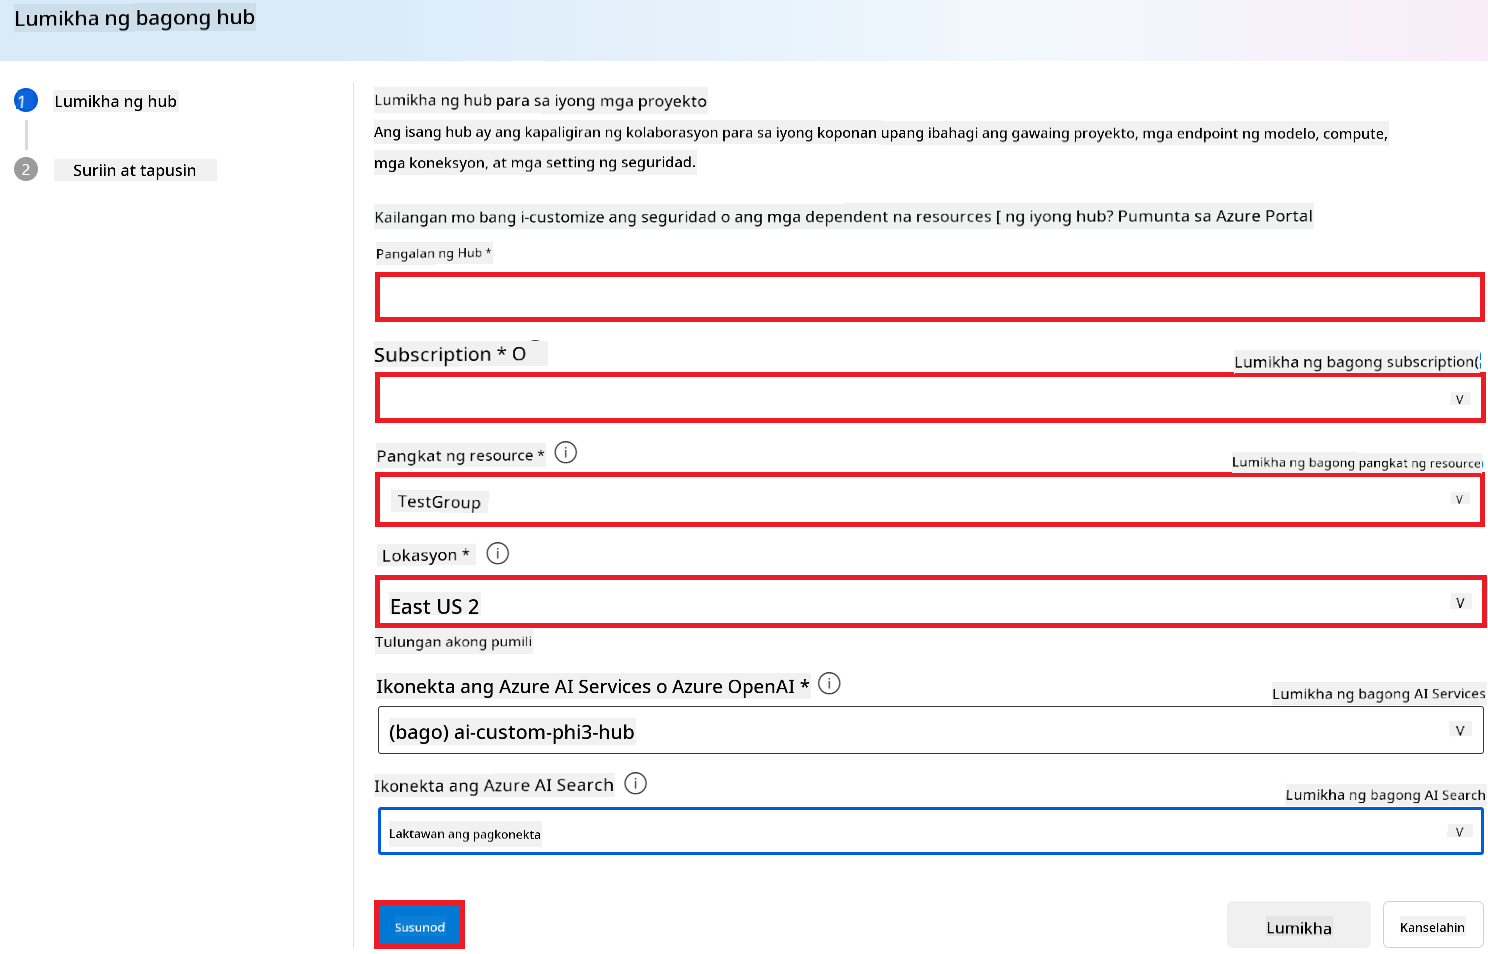 Lumikha ng bagong hub
1 Lumikha ng hub
2 Suriin at tapusin
Lumikha ng hub para sa iyong mga proyekto
Ang isang hub ay ang kapaligiran ng kolaborasyon para sa iyong koponan upang ibahagi ang gawaing proyekto, mga endpoint ng modelo, compute,
mga koneksyon, at mga setting ng seguridad.
Kailangan mo bang i-customize ang seguridad o ang mga dependent na resources [ ng iyong hub? Pumunta sa Azure Portal
Pangalan ng Hub *
Subscription * O
Lumikha ng bagong subscription(
V
Pangkat ng resource *
Lumikha ng bagong pangkat ng resource
TestGroup
V
Lokasyon *
East US 2
V
Tulungan akong pumili
Ikonekta ang Azure AI Services o Azure OpenAI *
Lumikha ng bagong AI Services
(bago) ai-custom-phi3-hub
V
Ikonekta ang Azure AI Search
Lumikha ng bagong AI Search
Laktawan ang pagkonekta
V
Susunod
Lumikha
Kanselahin